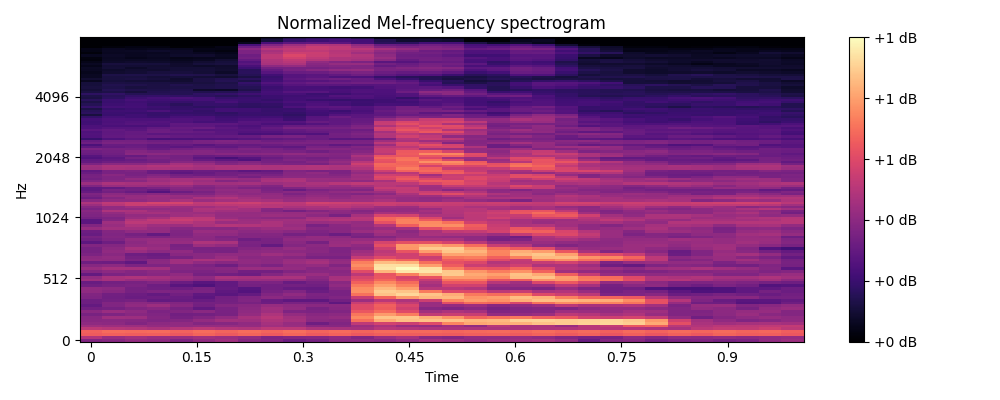 Normalized Mel-frequency spectrogram
Hz
4096
2048
1024
512
0
0 0.15 0.3 0.45 0.6 0.75 0.9
Time
+1 dB
+1 dB
+1 dB
+0 dB
+0 dB
+0 dB